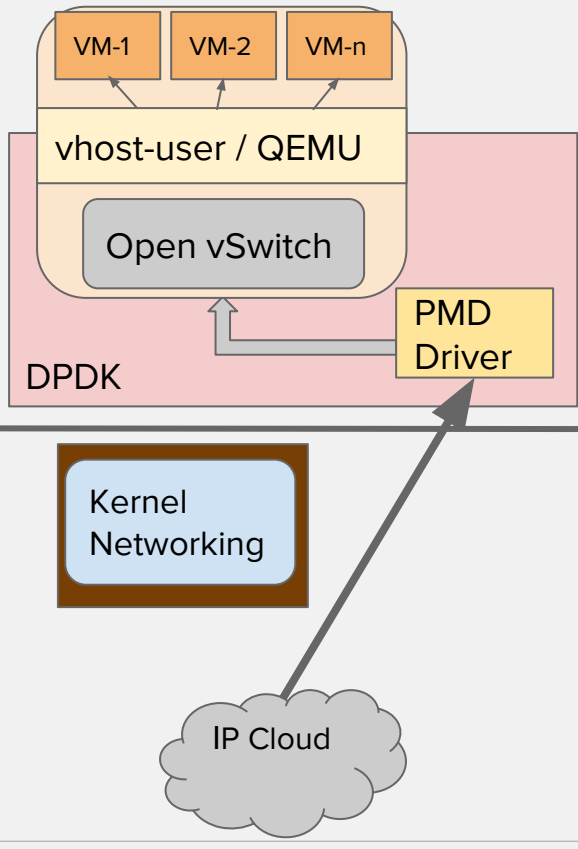 VM-1 VM-2 VM-n
vhost-user / QEMU
Open vSwitch
PMD
Driver
DPDK
Kernel
Networking
IP Cloud